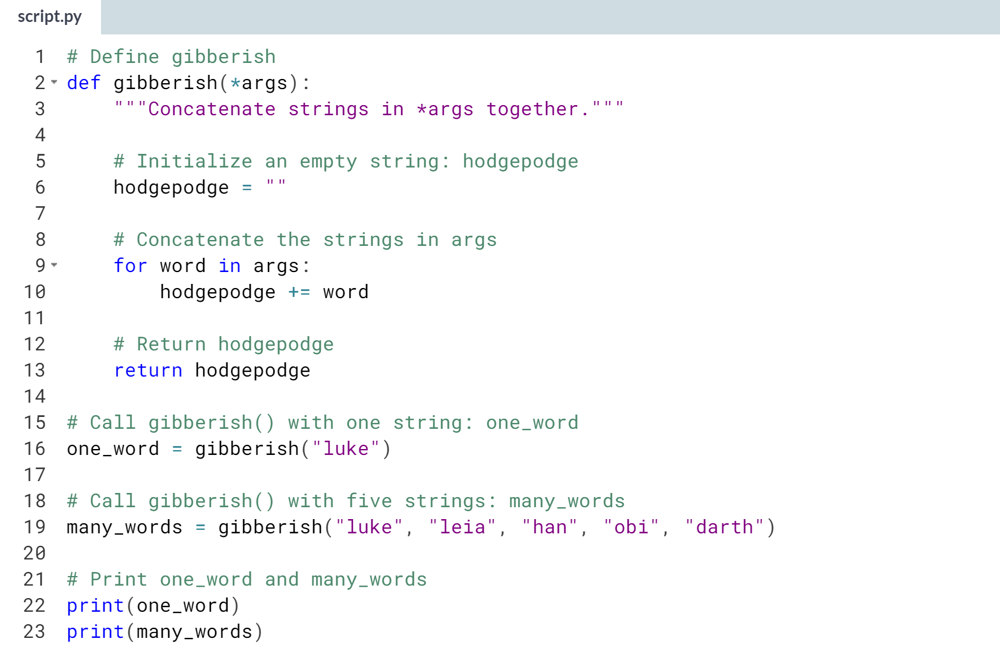 script.py
1 # Define gibberish
2 def gibberish(*args):
3     """Concatenate strings in *args together."""
4
5     # Initialize an empty string: hodgepodge
6     hodgepodge = ""
7
8     # Concatenate the strings in args
9     for word in args:
10         hodgepodge += word
11
12     # Return hodgepodge
13     return hodgepodge
14
15 # Call gibberish() with one string: one_word
16 one_word = gibberish("luke")
17
18 # Call gibberish() with five strings: many_words
19 many_words = gibberish("luke", "leia", "han", "obi", "darth")
20
21 # Print one_word and many_words
22 print(one_word)
23 print(many_words)